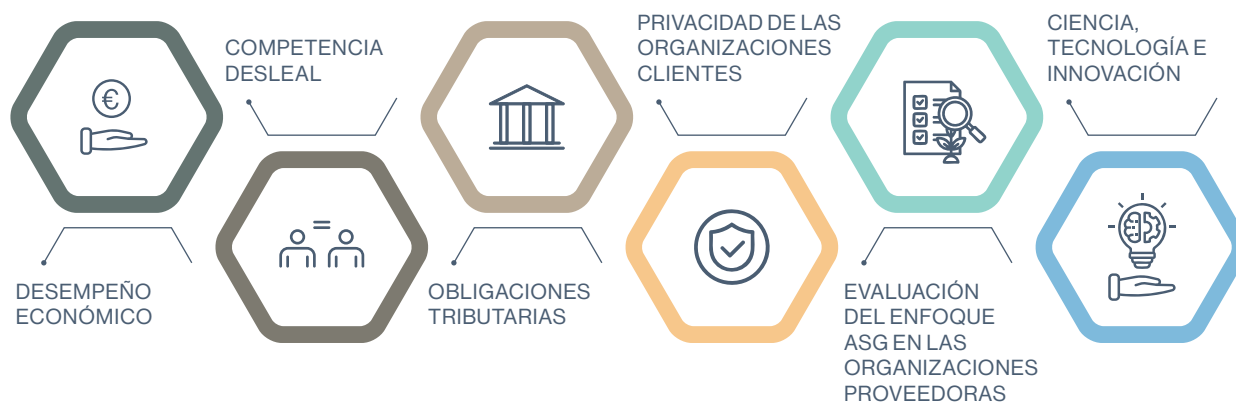 COMPETENCIA
DESLEAL
PRIVACIDAD DE LAS
ORGANIZACIONES
CLIENTES
CIENCIA,
TECNOLOGÍA E
INNOVACIÓN
€
DESEMPEÑO
ECONÓMICO
OBLIGACIONES
TRIBUTARIAS
EVALUACIÓN
DEL ENFOQUE
ASG EN LAS
ORGANIZACIONES
PROVEEDORAS